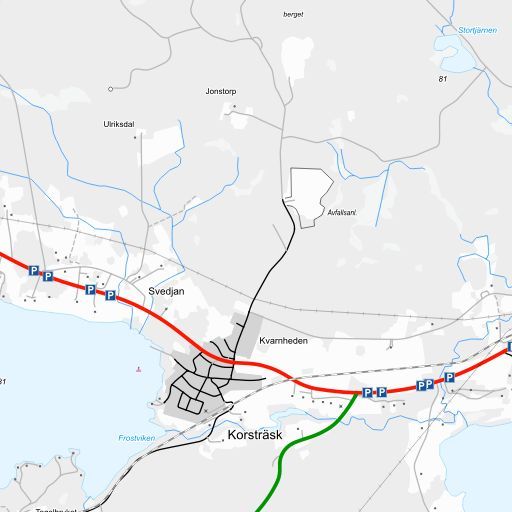 berget
Stortjärnen
81
Jonstorp
Ulriksdal
Avfallsanl.
P
P
P
P
Svedjan
Kvarnheden
81
P
P
P
P
P
Frostviken
Korsträsk